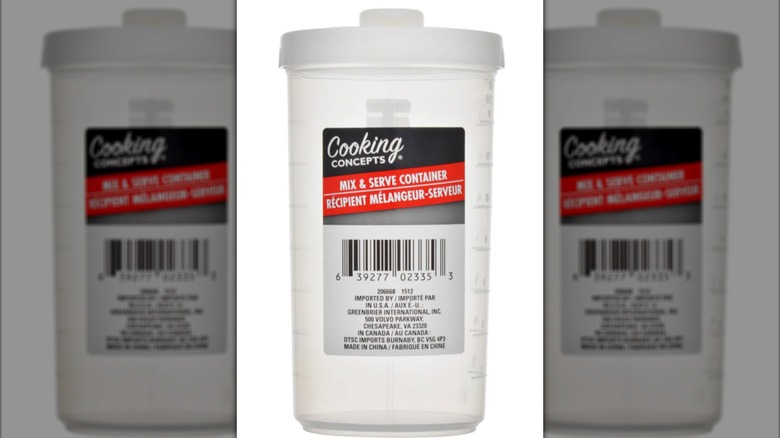 Cooking
CONCEPTS®
MIX & SERVE CONTAINER
RÉCIPIENT MÉLANGEUR-SERVEUR
6 39277 02335 3
206668 1512
IMPORTED BY / IMPORTÉ PAR
IN U.S.A. / AUX É.-U. :
GREENBRIER INTERNATIONAL, INC.
500 VOLVO PARKWAY,
CHESAPEAKE, VA 23320
IN CANADA / AU CANADA :
DTSC IMPORTS BURNABY, BC V5G 4P3
MADE IN CHINA / FABRIQUÉ EN CHINE